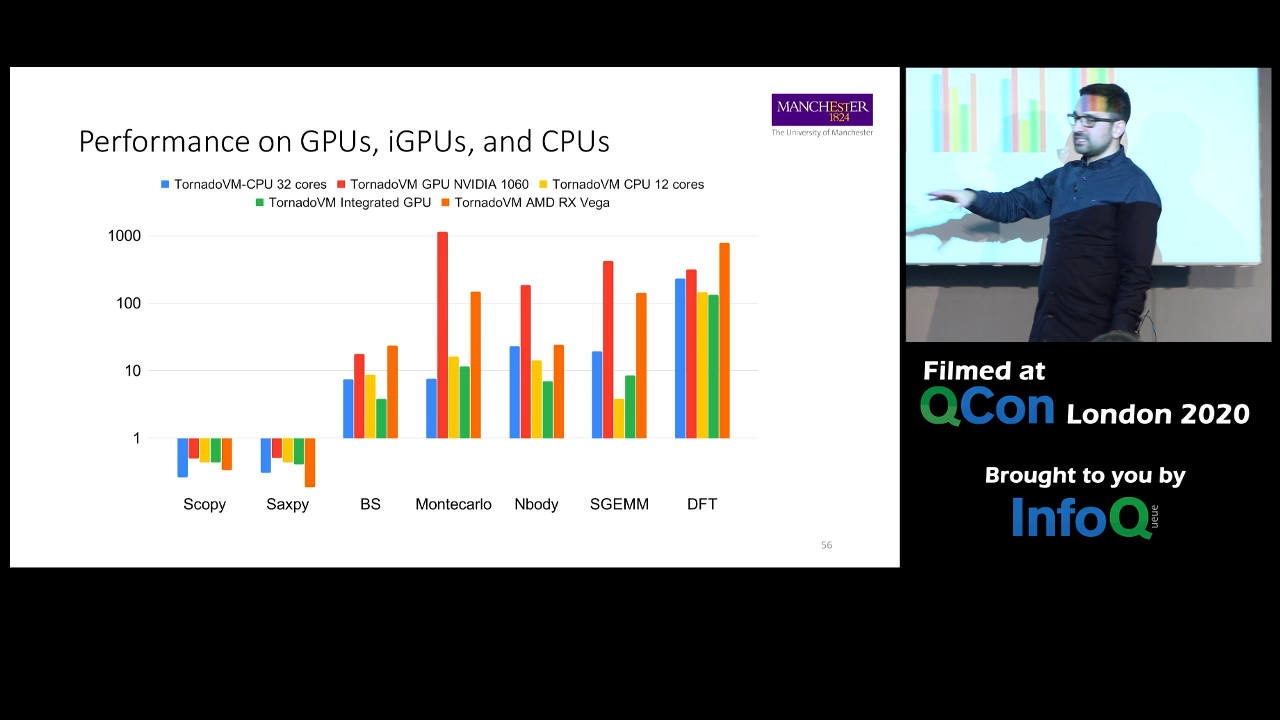 Performance on GPUs, iGPUs, and CPUs
MANCHESTER
1824
The University of Manchester
TornadoVM-CPU 32 cores TornadoVM GPU NVIDIA 1060 TornadoVM CPU 12 cores
TornadoVM Integrated GPU TornadoVM AMD RX Vega
1000
100
10
1
Scopy Saxpy BS Montecarlo Nbody SGEMM DFT
56
Filmed at
QCon London 2020
Brought to you by
InfoQueue